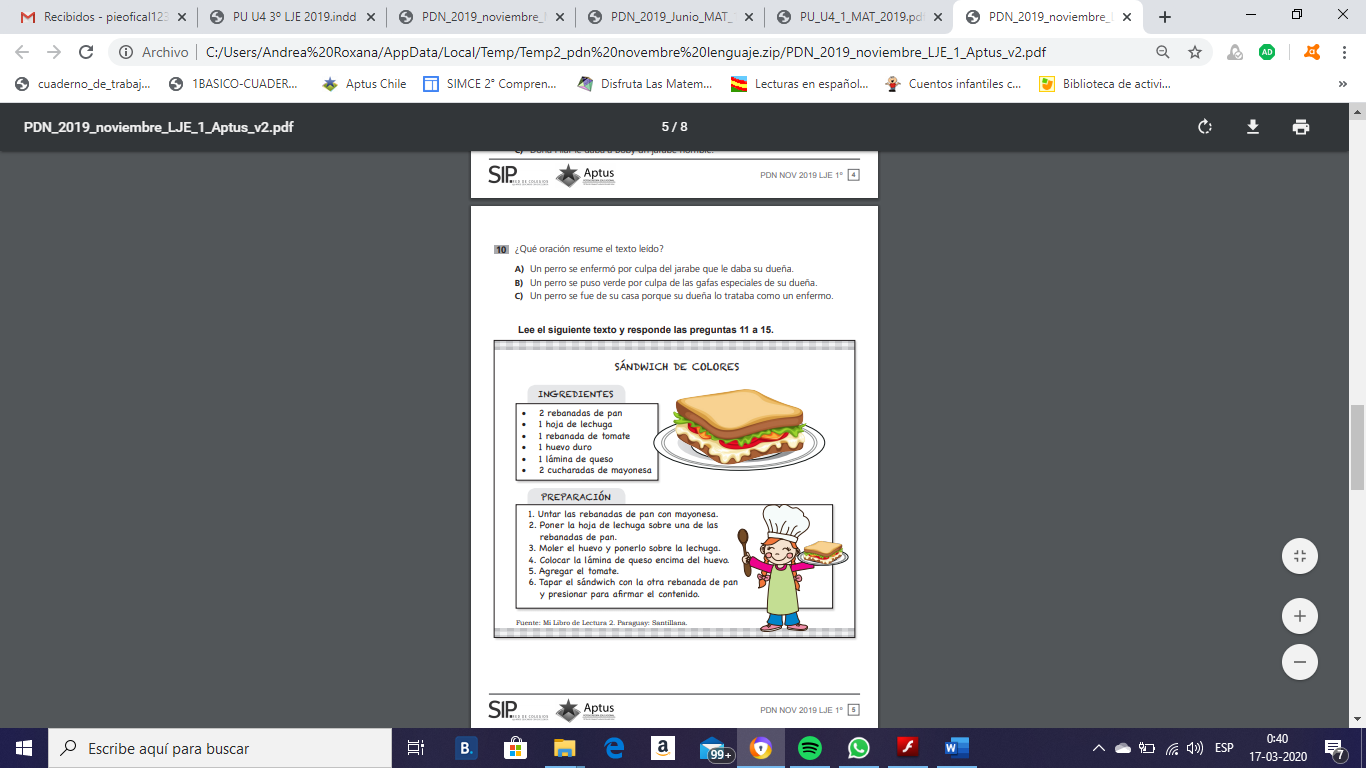 Recibidos - pieofical123
PU U4 3º LJE 2019.indd
PDN_2019_noviembre_
PDN_2019_Junio_MAT_
PU_U4_1_MAT_2019.pdf
PDN_2019_noviembre_
Archivo
C:/Users/Andrea%20Roxana/AppData/Local/Temp/Temp2_pdn%20novembre%20lenguaje.zip/PDN_2019_noviembre_LJE_1_Aptus_v2.pdf
AD
cuaderno_de_trabaj...
1BASICO-CUADER...
Aptus Chile
SIMCE 2° Compren...
Disfruta Las Matem...
Lecturas en español...
Cuentos infantiles c...
Biblioteca de activi...
»
PDN_2019_noviembre_LJE_1_Aptus_v2.pdf
5 / 8
SIP.
Aptus
PDN NOV 2019 LJE 1º 4
10 ¿Qué oración resume el texto leído?
A) Un perro se enfermó por culpa del jarabe que le daba su dueña.
B) Un perro se puso verde por culpa de las gafas especiales de su dueña.
C) Un perro se fue de su casa porque su dueña lo trataba como un enfermo.
Lee el siguiente texto y responde las preguntas 11 a 15.
SÁNDWICH DE COLORES
INGREDIENTES
• 2 rebanadas de pan
• 1 hoja de lechuga
• 1 rebanada de tomate
• 1 huevo duro
• 1 lámina de queso
• 2 cucharadas de mayonesa
PREPARACIÓN
1. Untar las rebanadas de pan con mayonesa.
2. Poner la hoja de lechuga sobre una de las
rebanadas de pan.
3. Moler el huevo y ponerlo sobre la lechuga.
4. Colocar la lámina de queso encima del huevo.
5. Agregar el tomate.
6. Tapar el sándwich con la otra rebanada de pan
y presionar para afirmar el contenido.
Fuente: Mi Libro de Lectura 2. Paraguay: Santillana.
SIP.
Aptus
PDN NOV 2019 LJE 1º 5
Escribe aquí para buscar
B.
a
99+
ESP
0:40
17-03-2020
7